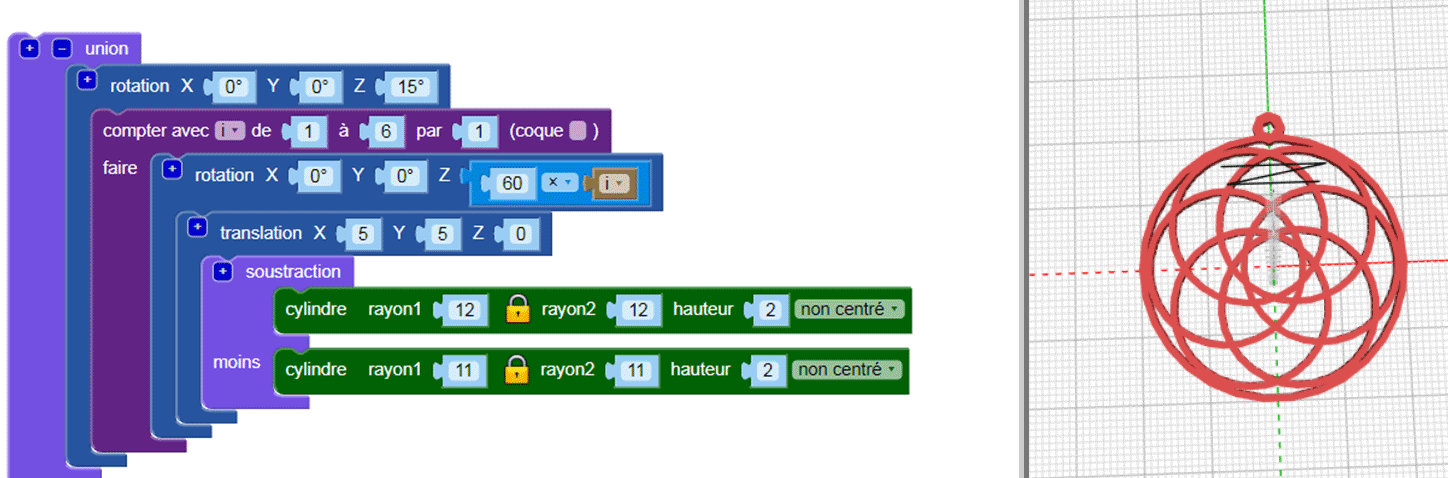 + − union
+ rotation X 0° Y 0° Z 15°
compter avec i de 1 à 6 par 1 (coque )
faire + rotation X 0° Y 0° Z 60 × i
+ translation X 5 Y 5 Z 0
+ soustraction
cylindre rayon1 12 rayon2 12 hauteur 2 non centré
moins cylindre rayon1 11 rayon2 11 hauteur 2 non centré